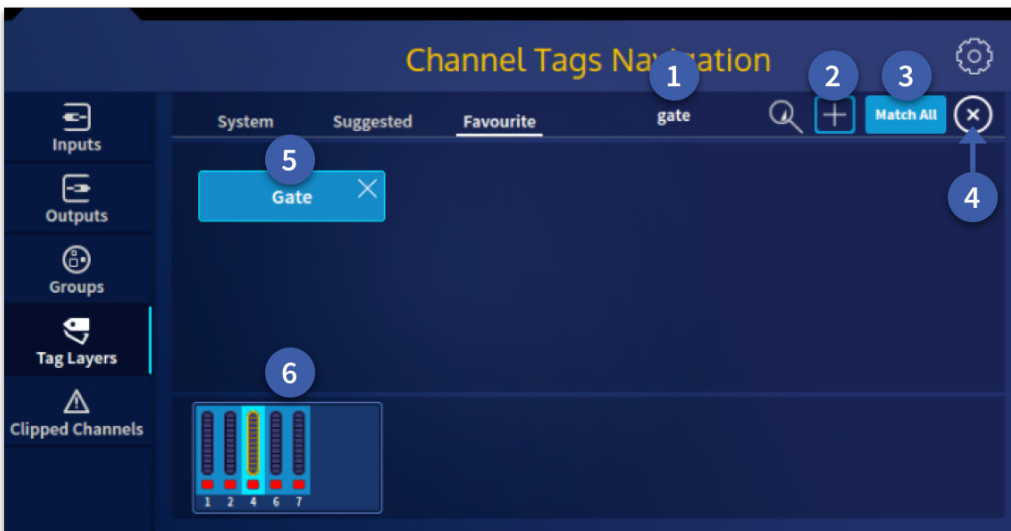 Channel Tags Navigation
1
2
3
System
Suggested
Favourite
gate
Match All
Inputs
Outputs
Groups
Tag Layers
Clipped Channels
5
Gate
4
6
1 2 4 6 7